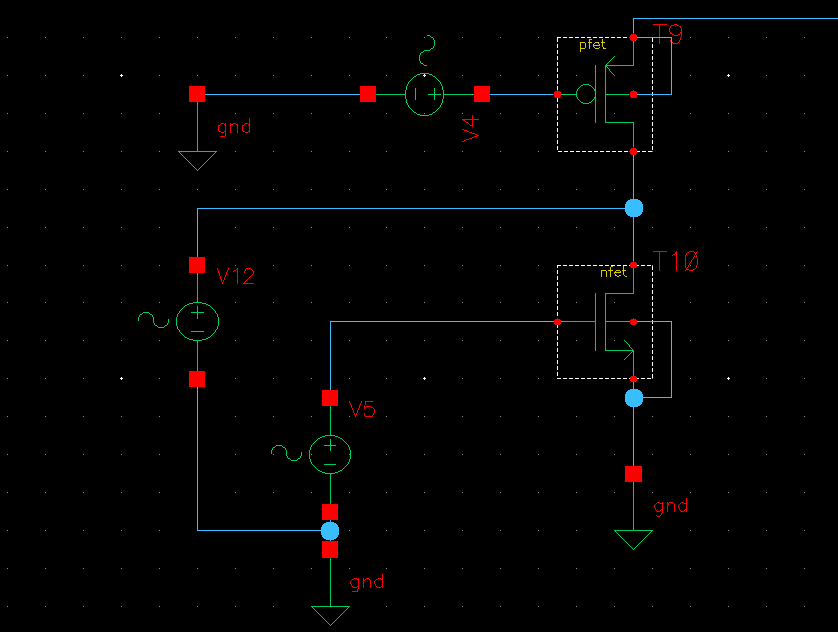 T9
pfet
gnd
V4
T10
nfet
V12
V5
gnd
gnd